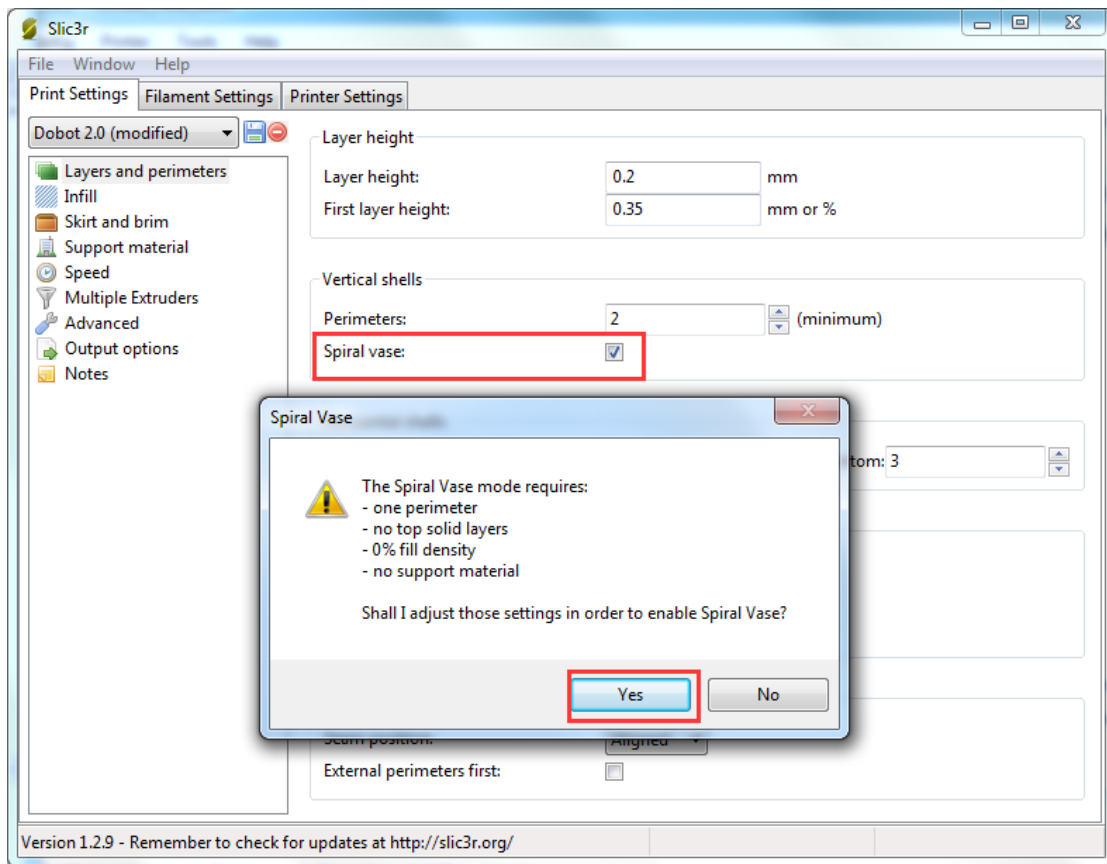 Slic3r
File Window Help
Print Settings Filament Settings Printer Settings
Dobot 2.0 (modified)
Layers and perimeters
Infill
Skirt and brim
Support material
Speed
Multiple Extruders
Advanced
Output options
Notes
Layer height
Layer height: 0.2 mm
First layer height: 0.35 mm or %
Vertical shells
Perimeters: 2 (minimum)
Spiral vase:
tom: 3
Spiral Vase
The Spiral Vase mode requires:
- one perimeter
- no top solid layers
- 0% fill density
- no support material
Shall I adjust those settings in order to enable Spiral Vase?
Yes No
Seam position: Aligned
External perimeters first:
Version 1.2.9 - Remember to check for updates at http://slic3r.org/